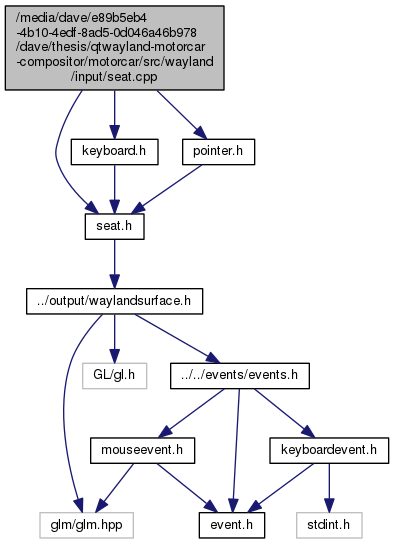 /media/dave/e89b5eb4
-4b10-4edf-8ad5-0d046a46b978
/dave/thesis/qtwayland-motorcar
-compositor/motorcar/src/wayland
/input/seat.cpp
keyboard.h
pointer.h
seat.h
../output/waylandsurface.h
GL/gl.h
../../events/events.h
mouseevent.h
keyboardevent.h
glm/glm.hpp
event.h
stdint.h